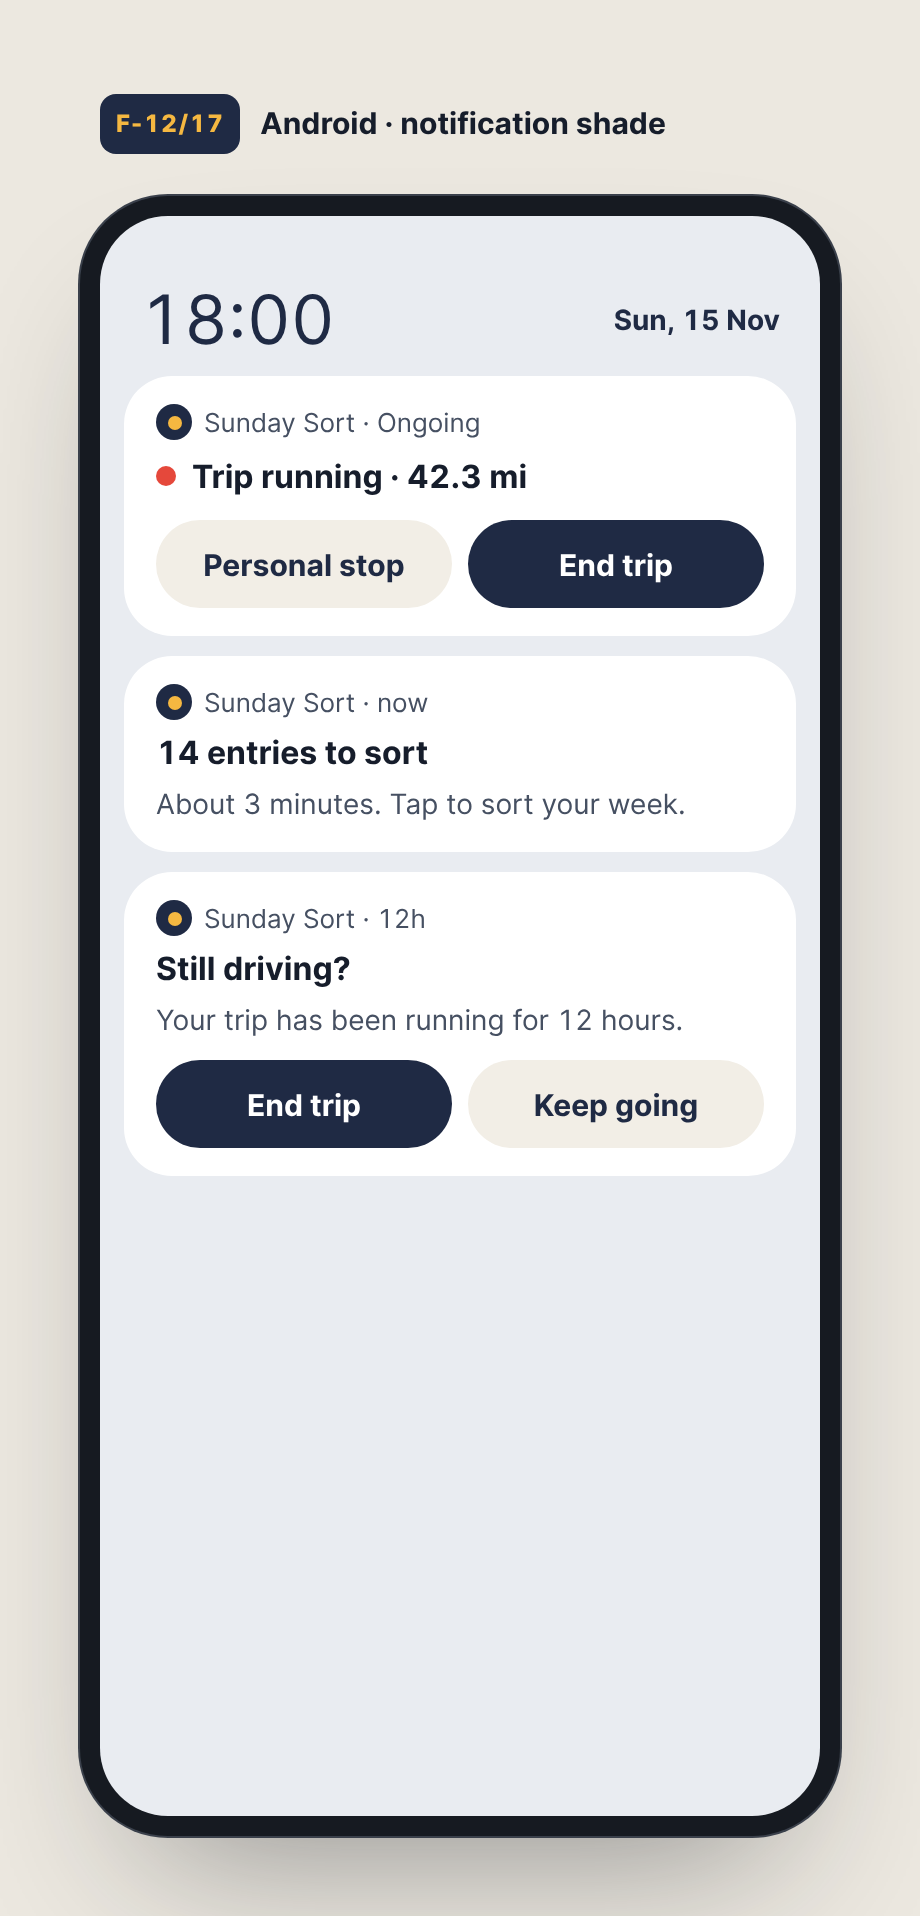 F-12/17 Android · notification shade
18:00 Sun, 15 Nov
Sunday Sort · Ongoing
Trip running · 42.3 mi
Personal stop End trip
Sunday Sort · now
14 entries to sort
About 3 minutes. Tap to sort your week.
Sunday Sort · 12h
Still driving?
Your trip has been running for 12 hours.
End trip Keep going